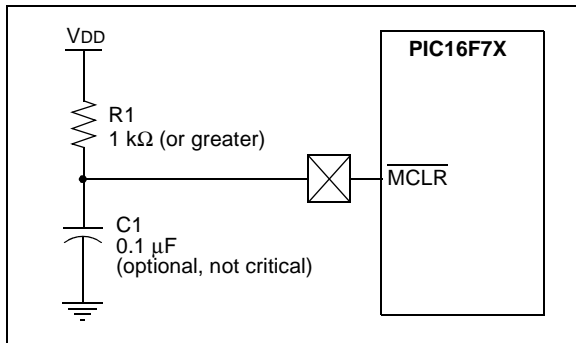 VDD
PIC16F7X
R1
1 kΩ (or greater)
MCLR
C1
0.1 μF
(optional, not critical)